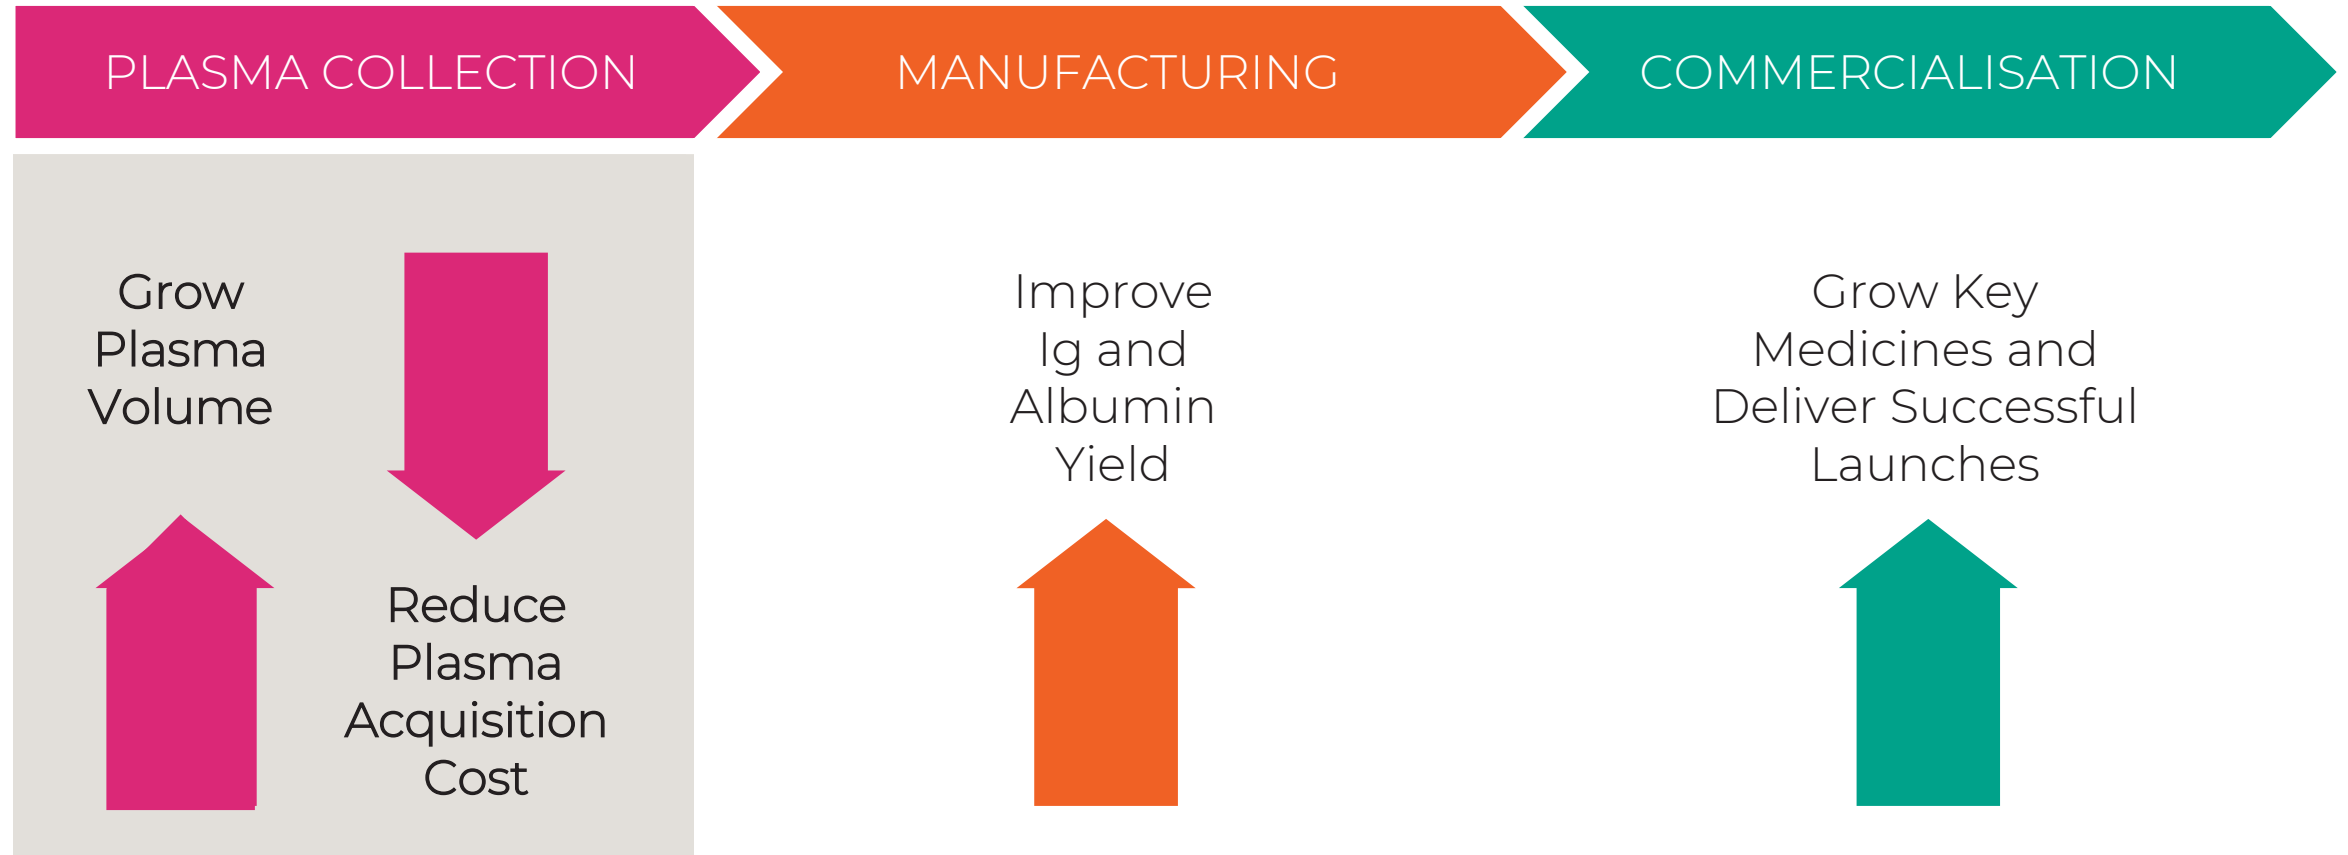 PLASMA COLLECTION
MANUFACTURING
COMMERCIALISATION
Grow
Plasma
Volume
Reduce
Plasma
Acquisition
Cost
Improve
Ig and
Albumin
Yield
Grow Key
Medicines and
Deliver Successful
Launches